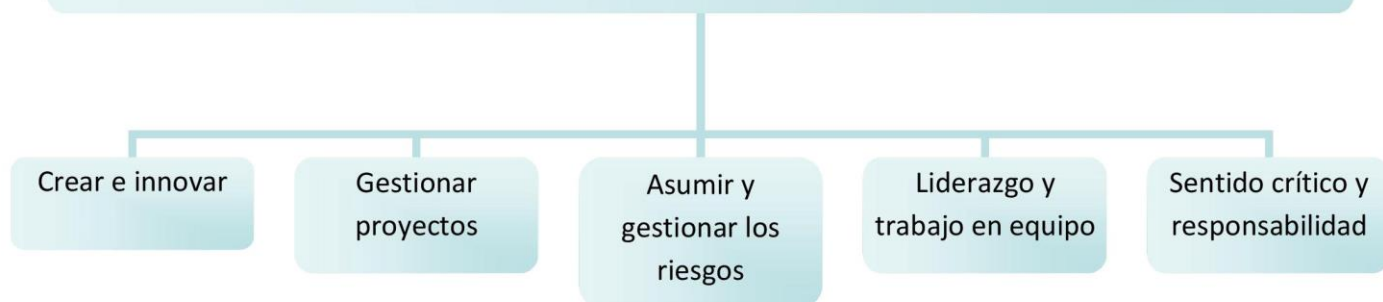 Crear e innovar
Gestionar
proyectos
Asumir y
gestionar los
riesgos
Liderazgo y
trabajo en equipo
Sentido crítico y
responsabilidad